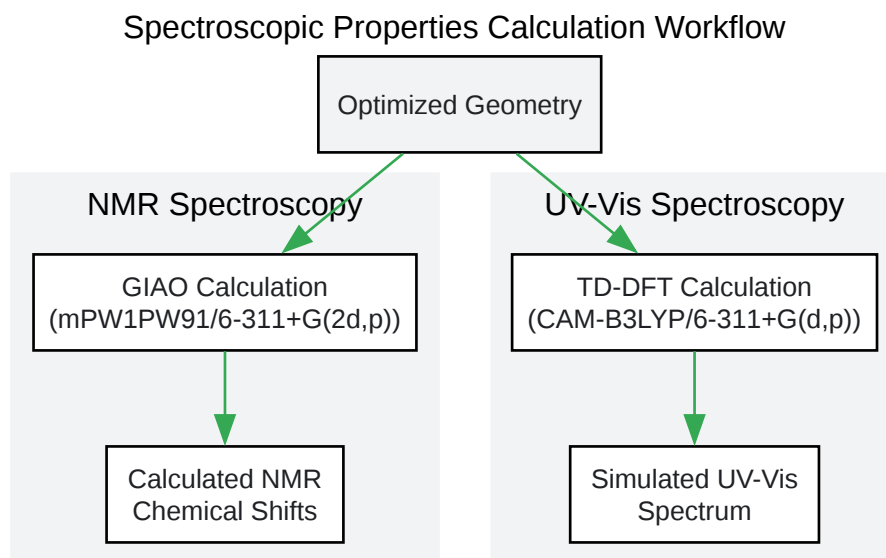 Spectroscopic Properties Calculation Workflow
Optimized Geometry
NMR Spectroscopy
GIAO Calculation
(mPW1PW91/6-311+G(2d,p))
Calculated NMR
Chemical Shifts
UV-Vis Spectroscopy
TD-DFT Calculation
(CAM-B3LYP/6-311+G(d,p))
Simulated UV-Vis
Spectrum